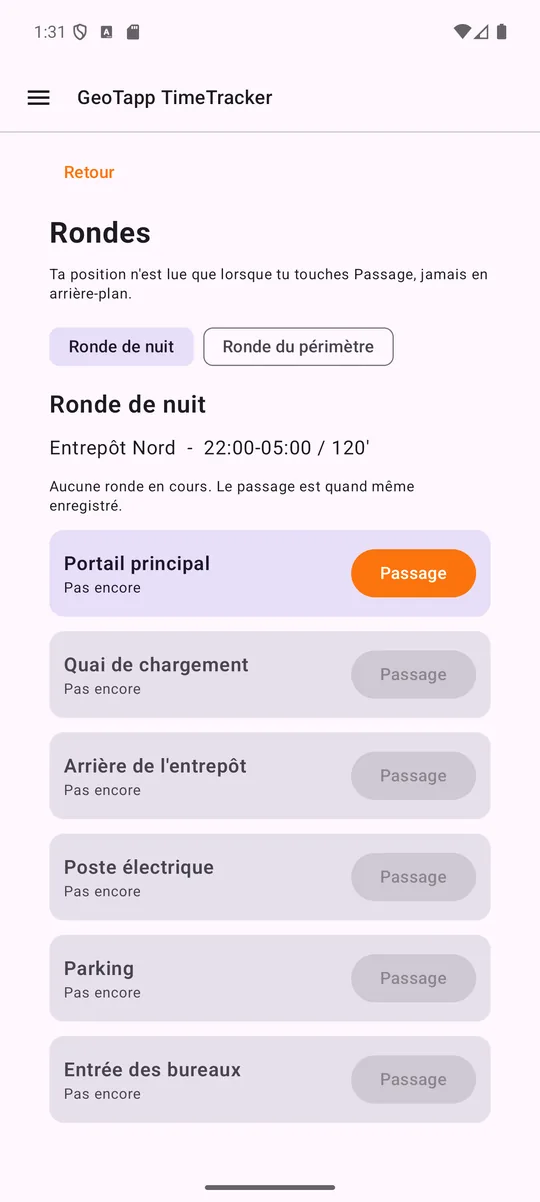 1:31
GeoTapp TimeTracker
Retour
Rondes
Ta position n'est lue que lorsque tu touches Passage, jamais en
arrière-plan.
Ronde de nuit
Ronde du périmètre
Ronde de nuit
Entrepôt Nord - 22:00-05:00 / 120'
Aucune ronde en cours. Le passage est quand même
enregistré.
Portail principal
Pas encore
Passage
Quai de chargement
Pas encore
Passage
Arrière de l'entrepôt
Pas encore
Passage
Poste électrique
Pas encore
Passage
Parking
Pas encore
Passage
Entrée des bureaux
Pas encore
Passage